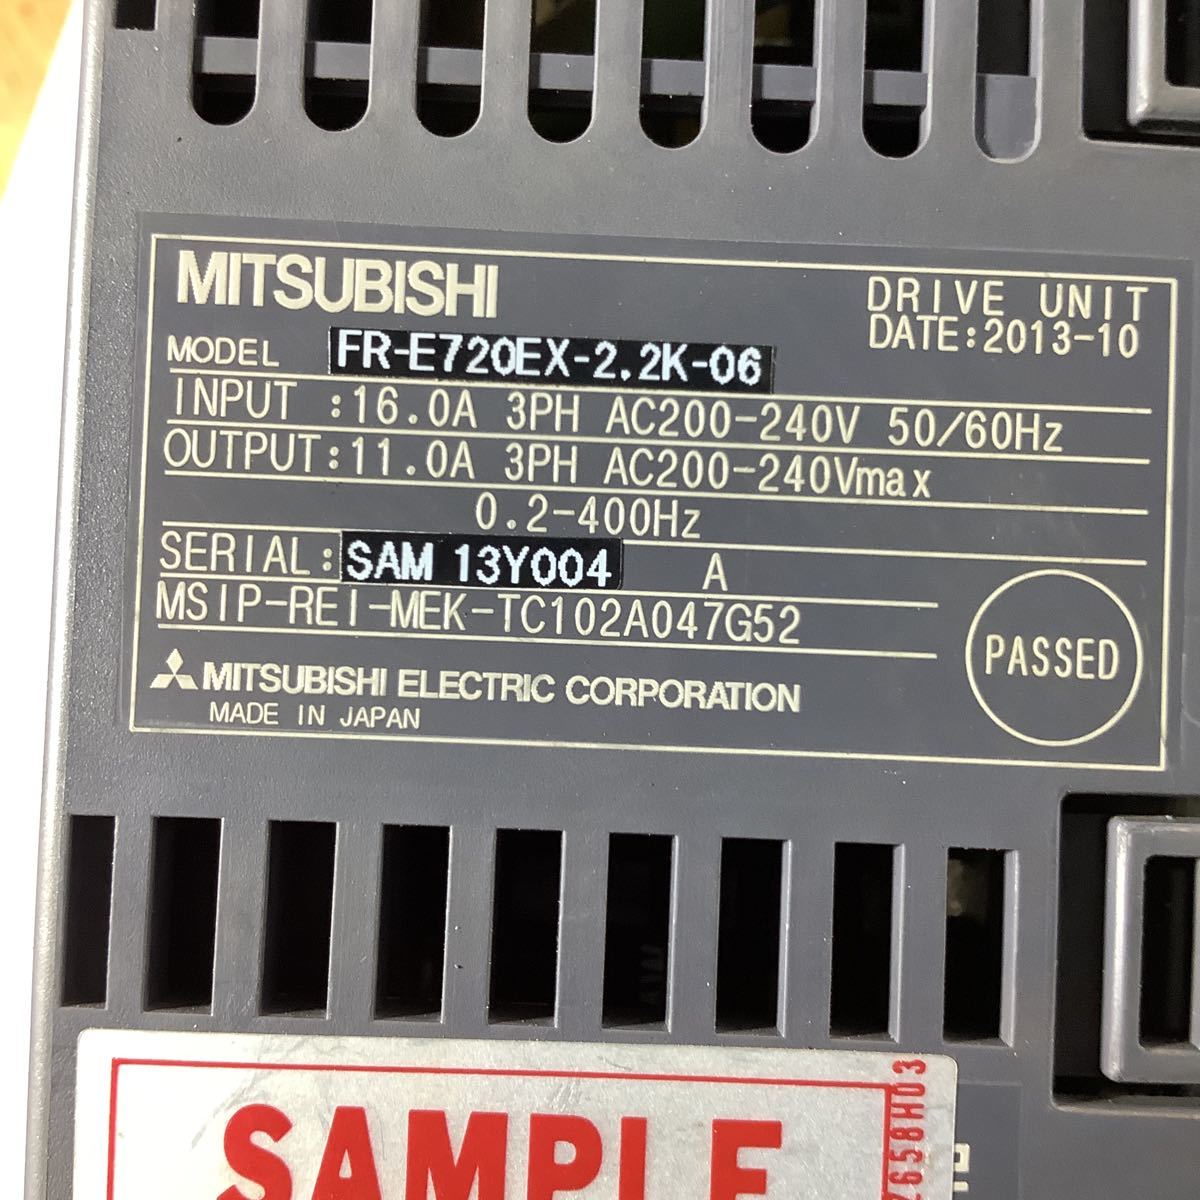 MITSUBISHI
DRIVE UNIT
DATE:2013-10
MODEL FR-E720EX-2.2K-06
INPUT :16.0A 3PH AC200-240V 50/60Hz
OUTPUT:11.0A 3PH AC200-240Vmax
0.2-400Hz
SERIAL:SAM 13Y004 A
MSIP-REI-MEK-TC102A047G52
PASSED
MITSUBISHI ELECTRIC CORPORATION
MADE IN JAPAN
SAMPLE
Z658H03